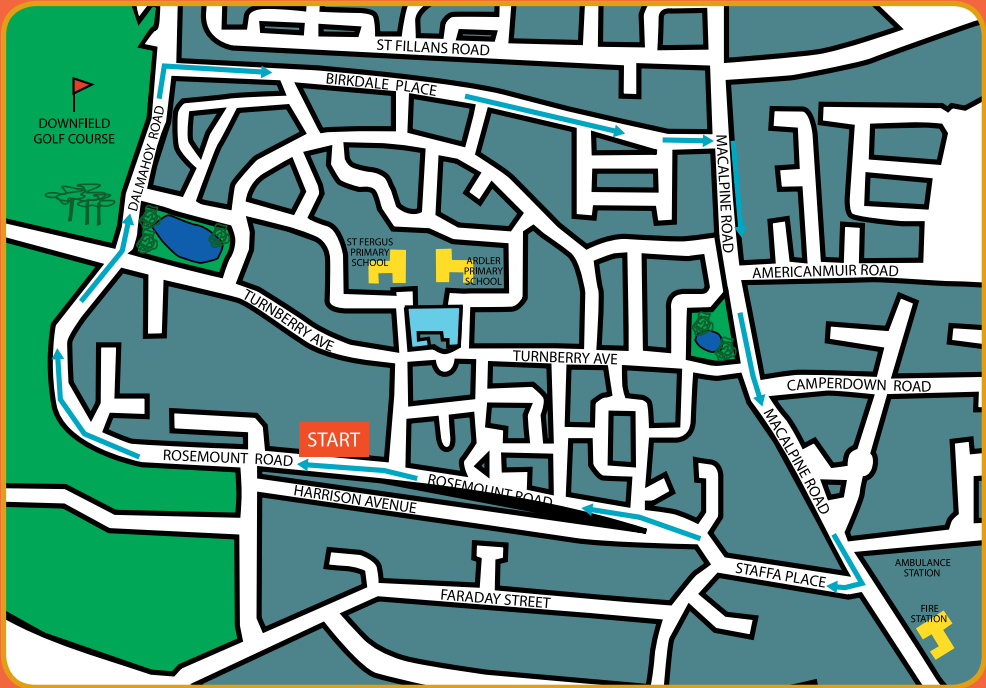 ST FILLANS ROAD
BIRKDALE PLACE
DOWNFIELD
GOLF COURSE
DALMAHOY ROAD
MACALPINE ROAD
ST FERGUS
PRIMARY
SCHOOL
ARDLER
PRIMARY
SCHOOL
AMERICANMUIR ROAD
TURNBERRY AVE
TURNBERRY AVE
CAMPERDOWN ROAD
MACALPINE ROAD
START
ROSEMOUNT ROAD
ROSEMOUNT ROAD
HARRISON AVENUE
STAFFA PLACE
AMBULANCE
STATION
FARADAY STREET
FIRE
STATION